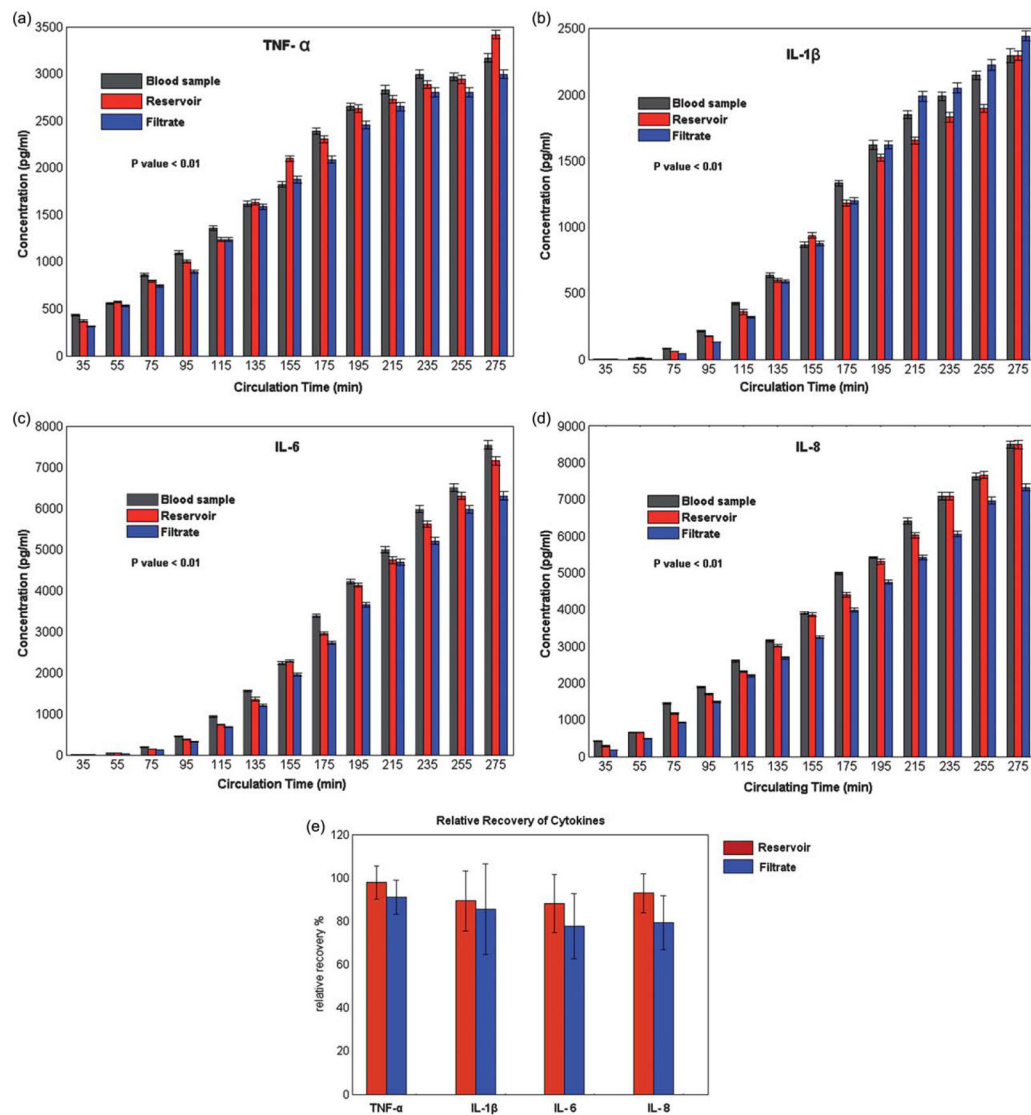 (a)
TNF- α
Blood sample
Reservoir
Filtrate
P value < 0.01
Concentration (pg/ml)
3500
3000
2500
2000
1500
1000
500
0
35 55 75 95 115 135 155 175 195 215 235 255 275
Circulation Time (min)
(b)
IL-1β
Blood sample
Reservoir
Filtrate
P value < 0.01
Concentration (pg/ml)
2500
2000
1500
1000
500
0
35 55 75 95 115 135 155 175 195 215 235 255 275
Circulation Time (min)
(c)
IL-6
Blood sample
Reservoir
Filtrate
P value < 0.01
Concentration (pg/ml)
8000
7000
6000
5000
4000
3000
2000
1000
0
35 55 75 95 115 135 155 175 195 215 235 255 275
Circulation Time (min)
(d)
IL-8
Blood sample
Reservoir
Filtrate
P value < 0.01
Concentration (pg/ml)
9000
8000
7000
6000
5000
4000
3000
2000
1000
0
35 55 75 95 115 135 155 175 195 215 235 255 275
Circulating Time (min)
(e)
Relative Recovery of Cytokines
Reservoir
Filtrate
relative recovery %
120
100
80
60
40
20
0
TNF-α IL-1β IL- 6 IL- 8